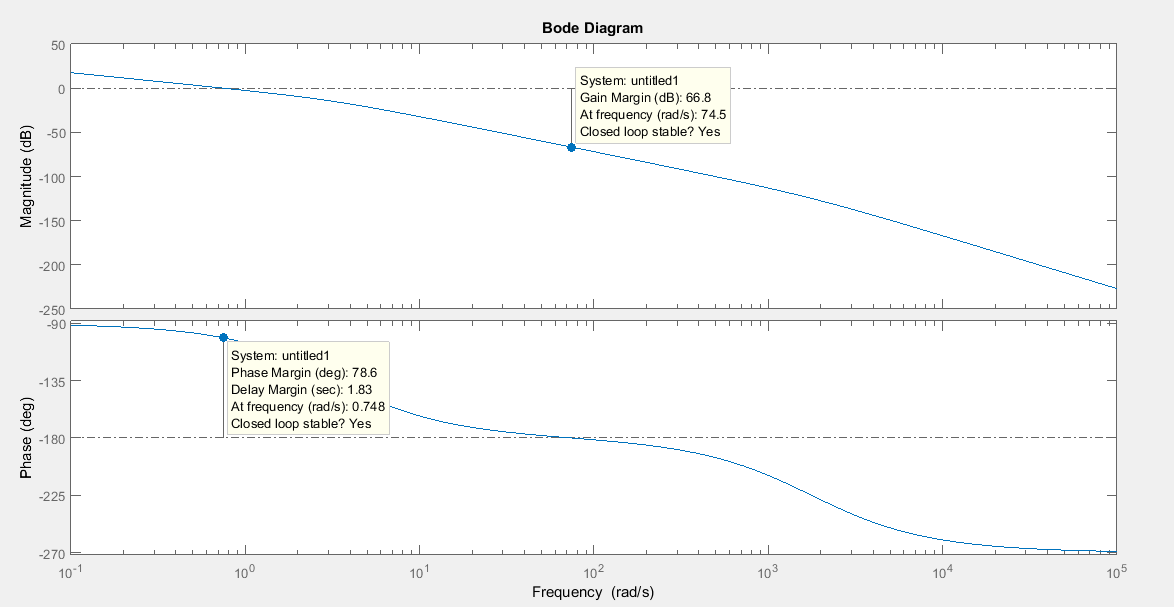 Bode Diagram
50
0
-50
-100
-150
-200
-250
Magnitude (dB)
System: untitled1
Gain Margin (dB): 66.8
At frequency (rad/s): 74.5
Closed loop stable? Yes
-90
-135
-180
-225
-270
Phase (deg)
System: untitled1
Phase Margin (deg): 78.6
Delay Margin (sec): 1.83
At frequency (rad/s): 0.748
Closed loop stable? Yes
10^-1 10^0 10^1 10^2 10^3 10^4 10^5
Frequency (rad/s)